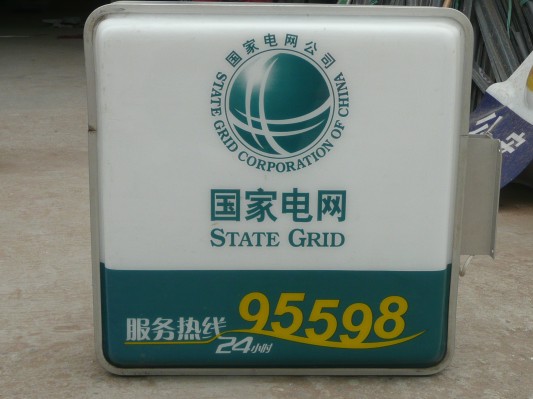 国家电网公司
STATE GRID CORPORATION OF CHINA
国家电网
STATE GRID
服务热线 95598
24小时